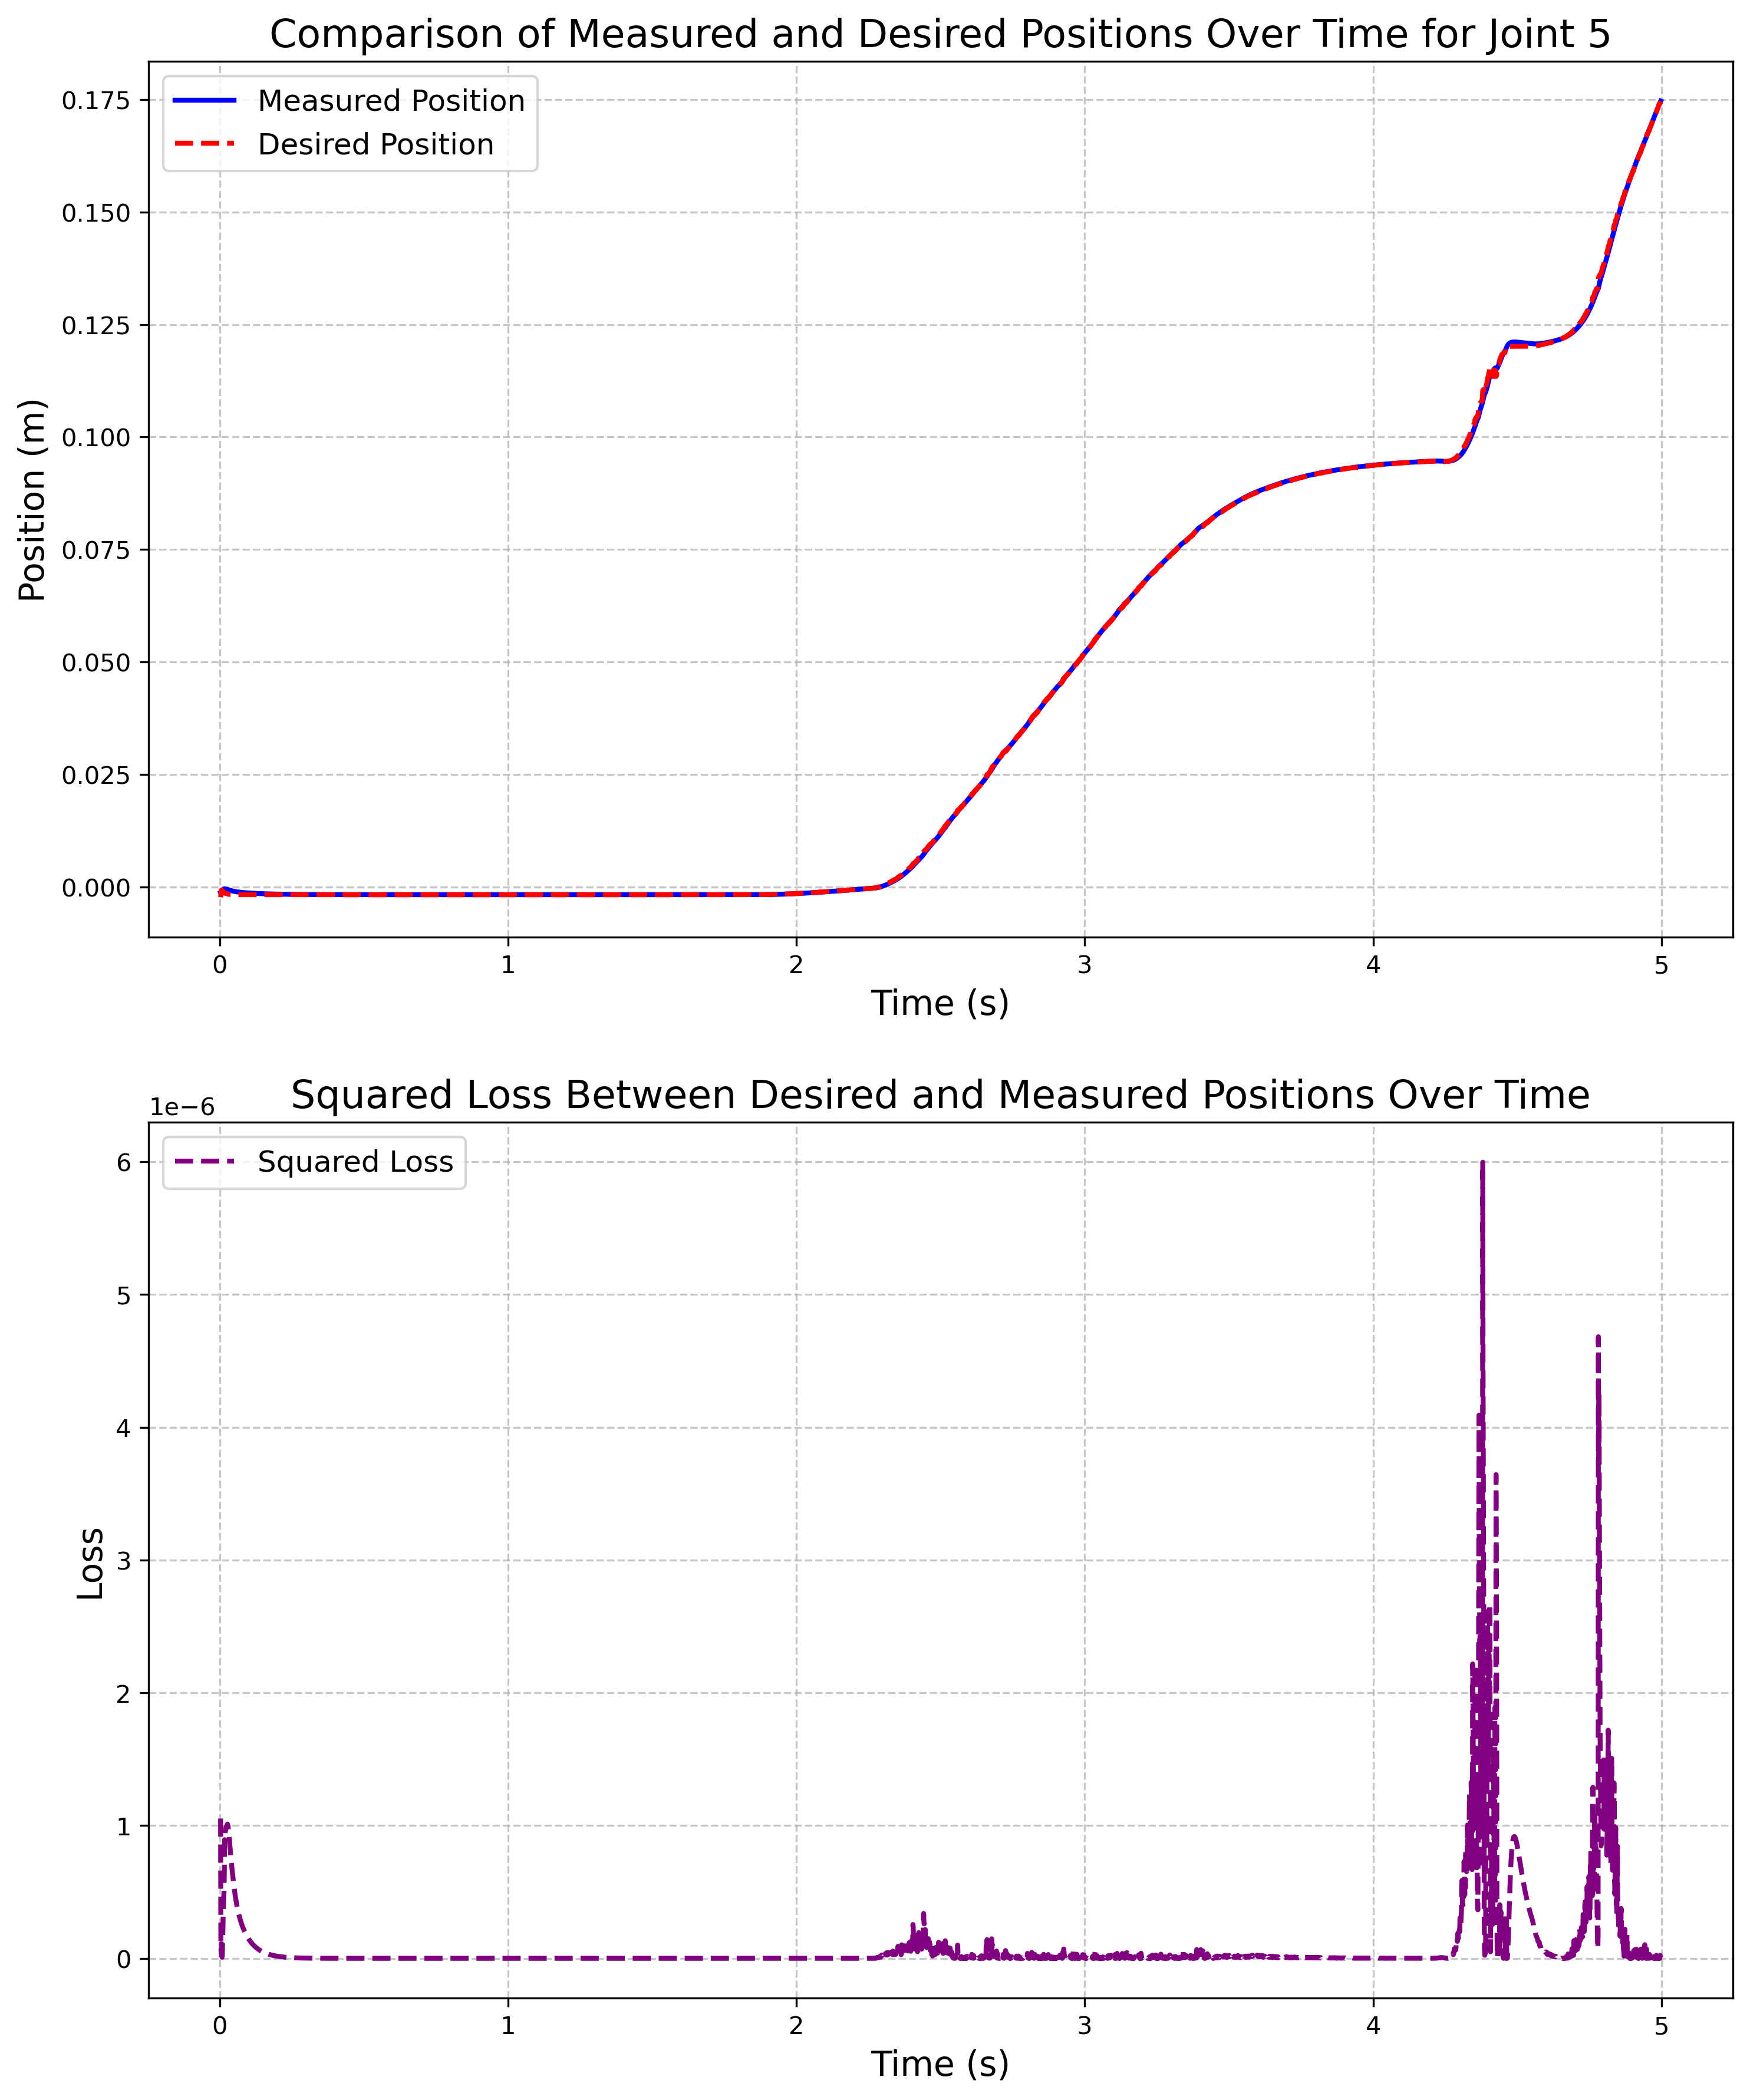 Comparison of Measured and Desired Positions Over Time for Joint 5
Measured Position
Desired Position
0.175
0.150
0.125
0.100
0.075
0.050
0.025
0.000
Position (m)
0 1 2 3 4 5
Time (s)
Squared Loss Between Desired and Measured Positions Over Time
1e−6
Squared Loss
6
5
4
3
2
1
0
Loss
0 1 2 3 4 5
Time (s)